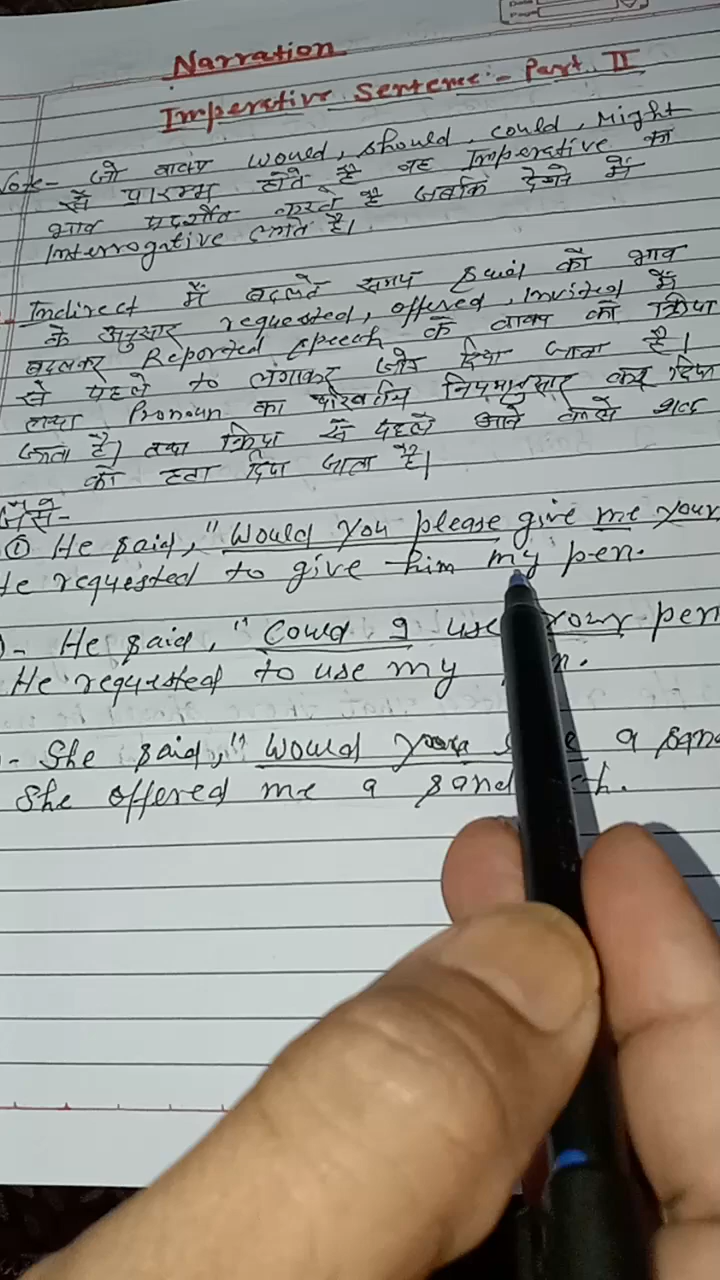 Narration
Imperative Sentence:- Part II
Note- जो वाक्य would, should, could, Might
से प्रारम्भ होते है वह Imperative का
भाव प्रदर्शित करते है जबकि देखने में
Interrogative लगते है।
Indirect में बदलते समय said को भाव
के अनुसार requested, offered, invited में
बदलकर Reported speech के वाक्य की क्रिया
से पहले to लगाकर जोड़ दिया जाता है।
तथा Pronoun का परिवर्तन नियमानुसार कर दिया
जाता है। तथा क्रिया से पहले आने वाले शब्द
को हटा दिया जाता है।
जैसे-
① He said, "Would you please give me your
He requested to give him my pen.
- He said, "Could I use your pen
He requested to use my
- She said, "Would you a
She offered me a